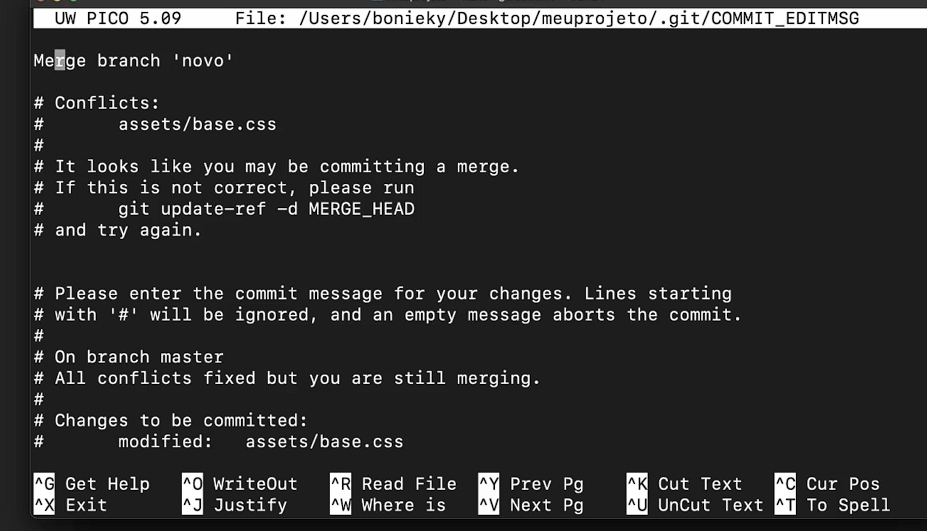 UW PICO 5.09 File: /Users/bonieky/Desktop/meuprojeto/.git/COMMIT_EDITMSG
Merge branch 'novo'
# Conflicts:
# assets/base.css
#
# It looks like you may be committing a merge.
# If this is not correct, please run
# git update-ref -d MERGE_HEAD
# and try again.
# Please enter the commit message for your changes. Lines starting
# with '#' will be ignored, and an empty message aborts the commit.
#
# On branch master
# All conflicts fixed but you are still merging.
#
# Changes to be committed:
# modified: assets/base.css
^G Get Help ^O WriteOut ^R Read File ^Y Prev Pg ^K Cut Text ^C Cur Pos
^X Exit ^J Justify ^W Where is ^V Next Pg ^U UnCut Text ^T To Spell